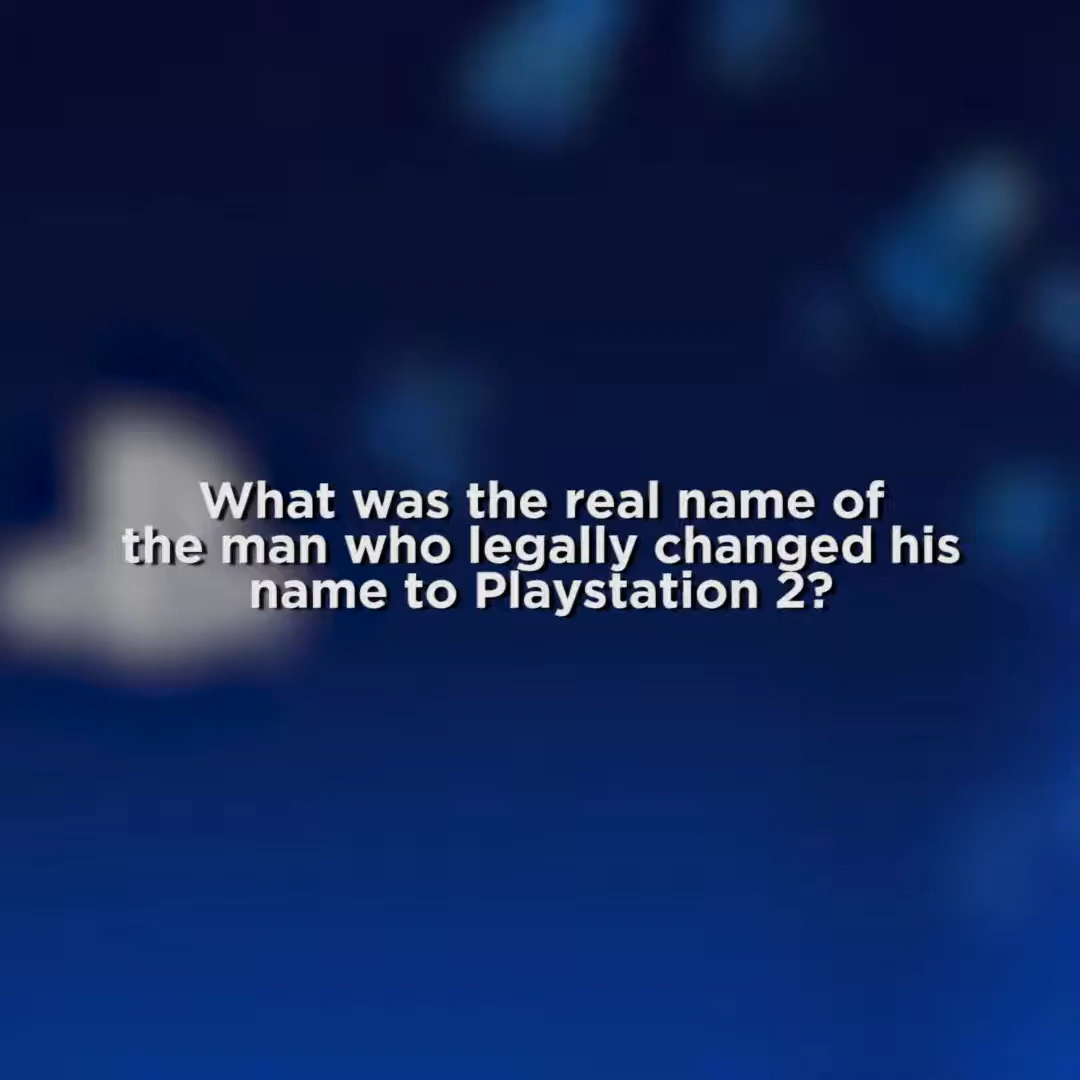 What was the real name of
the man who legally changed his
name to Playstation 2?